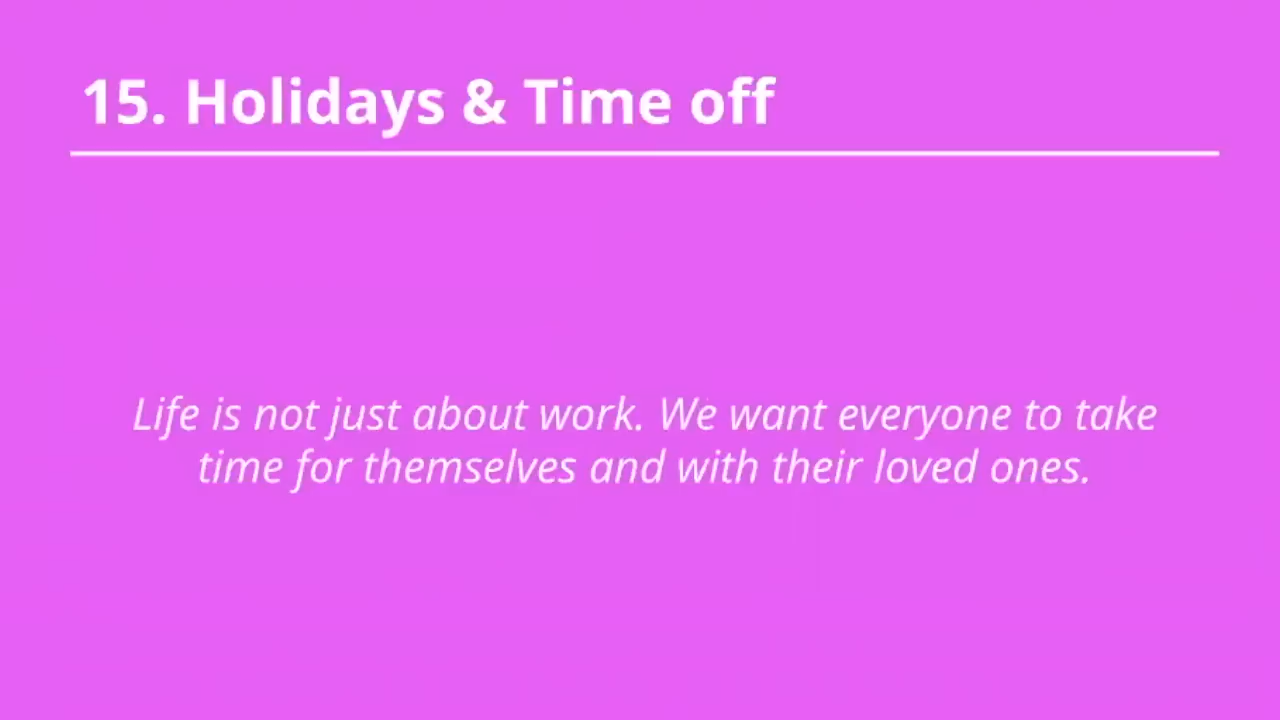 15. Holidays & Time off
Life is not just about work. We want everyone to take
time for themselves and with their loved ones.